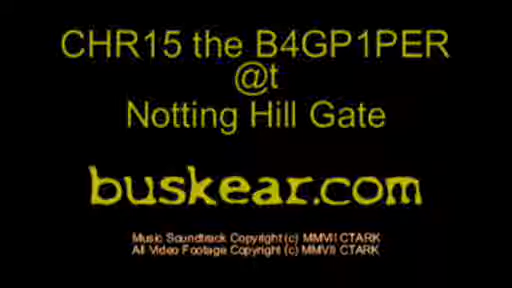 CHR15 the B4GP1PER
@t
Notting Hill Gate
buskear.com
Music Soundtrack Copyright (c) MMVII CTARK
All Video Footage Copyright (c) MMVII CTARK